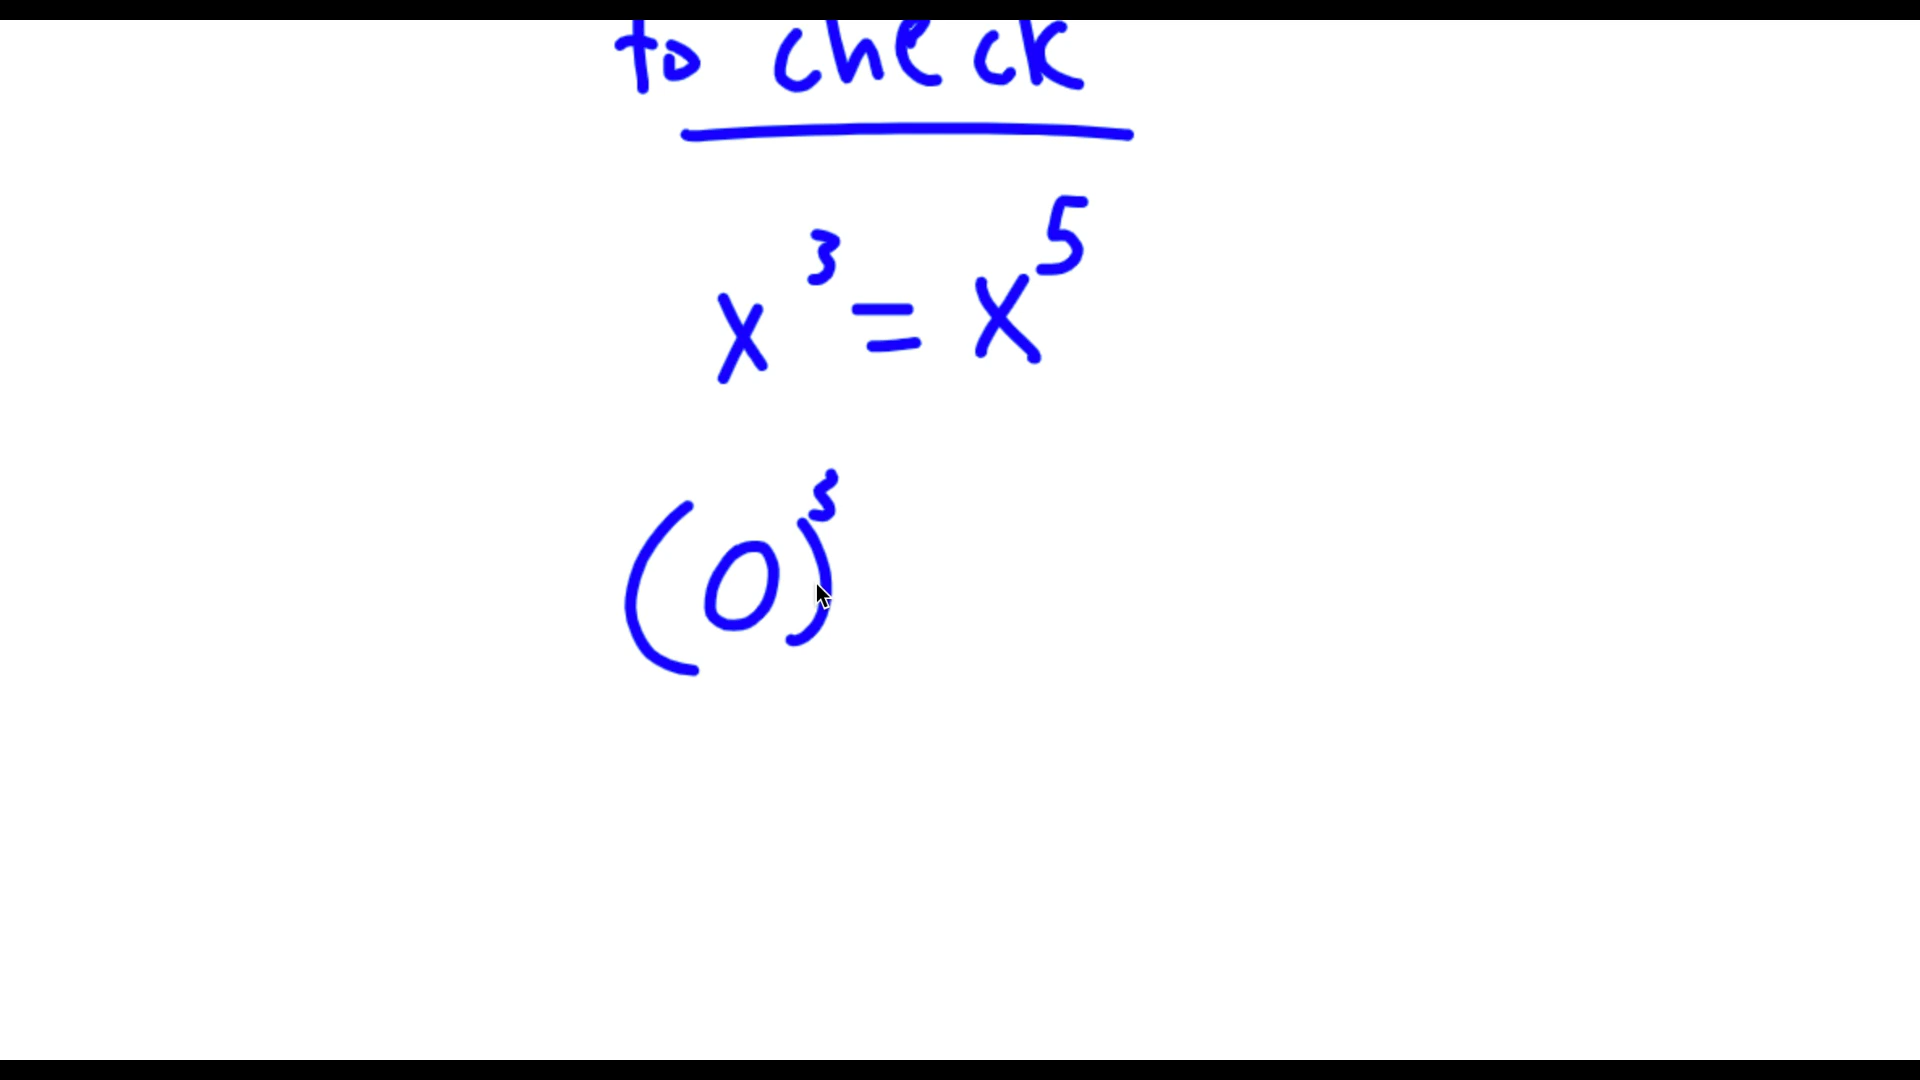 to check
x³ = x⁵
(0)³